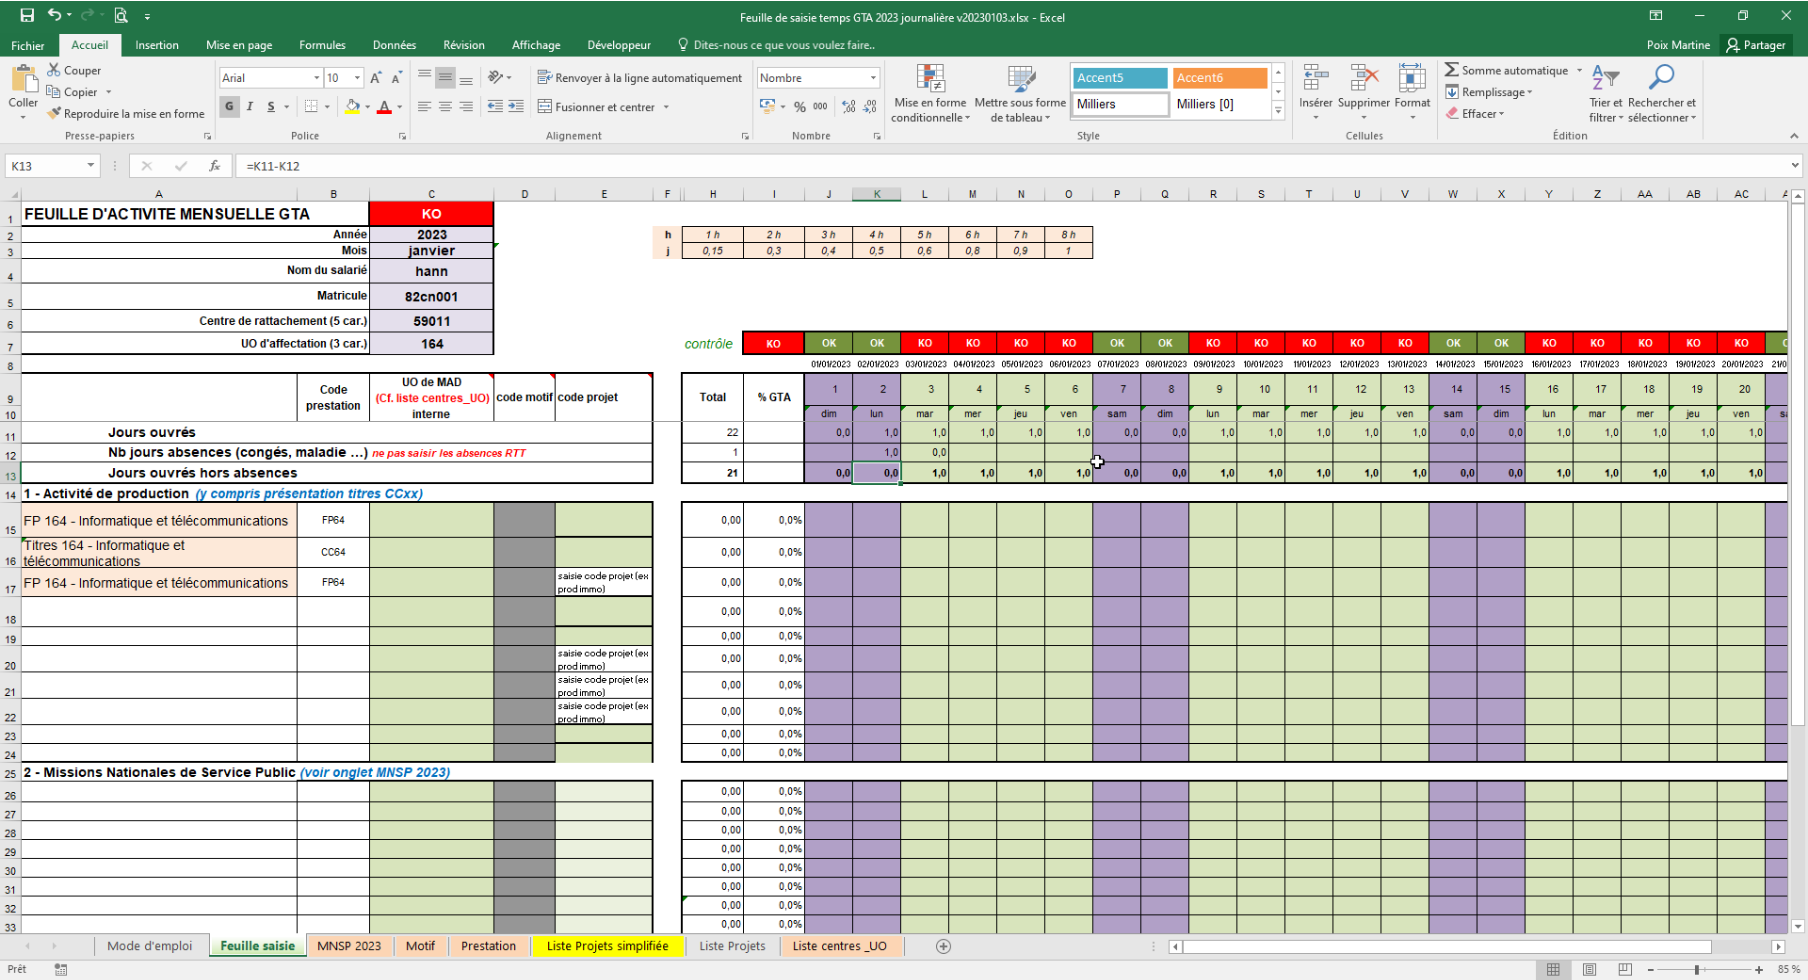 Feuille de saisie temps GTA 2023 journalière v20230103.xlsx - Excel
Fichier Accueil Insertion Mise en page Formules Données Révision Affichage Développeur Dites-nous ce que vous voulez faire.. Poix Martine Partager
Coller Couper Copier Reproduire la mise en forme
Arial 10
G I S
Renvoyer à la ligne automatiquement
Fusionner et centrer
Nombre
% 000
Mise en forme conditionnelle Mettre sous forme de tableau
Accent5 Accent6
Milliers Milliers [0]
Insérer Supprimer Format
Somme automatique Remplissage Effacer
Trier et filtrer Rechercher et sélectionner
Presse-papiers Police Alignement Nombre Style Cellules Édition
K13 fx =K11-K12
A B C D E F H I J K L M N O P Q R S T U V W X Y Z AA AB AC
1 FEUILLE D'ACTIVITE MENSUELLE GTA KO
2 Année 2023 h 1 h 2 h 3 h 4 h 5 h 6 h 7 h 8 h
3 Mois janvier j 0,15 0,3 0,4 0,5 0,6 0,8 0,9 1
4 Nom du salarié hann
5 Matricule 82cn001
6 Centre de rattachement (5 car.) 59011
7 UO d'affectation (3 car.) 164 contrôle KO OK OK KO KO KO KO OK OK KO KO KO KO KO OK OK KO KO KO KO KO
8 01/01/2023 02/01/2023 03/01/2023 04/01/2023 05/01/2023 06/01/2023 07/01/2023 08/01/2023 09/01/2023 10/01/2023 11/01/2023 12/01/2023 13/01/2023 14/01/2023 15/01/2023 16/01/2023 17/01/2023 18/01/2023 19/01/2023 20/01/2023
9 Code prestation UO de MAD (Cf. liste centres_UO) interne code motif code projet Total % GTA 1 2 3 4 5 6 7 8 9 10 11 12 13 14 15 16 17 18 19 20
10 dim lun mar mer jeu ven sam dim lun mar mer jeu ven sam dim lun mar mer jeu ven
11 Jours ouvrés 22 0,0 1,0 1,0 1,0 1,0 1,0 0,0 0,0 1,0 1,0 1,0 1,0 1,0 0,0 0,0 1,0 1,0 1,0 1,0 1,0
12 Nb jours absences (congés, maladie ...) ne pas saisir les absences RTT 1 1,0 0,0
13 Jours ouvrés hors absences 21 0,0 0,0 1,0 1,0 1,0 1,0 0,0 0,0 1,0 1,0 1,0 1,0 1,0 0,0 0,0 1,0 1,0 1,0 1,0 1,0
14 1 - Activité de production (y compris présentation titres CCxx)
15 FP 164 - Informatique et télécommunications FP64 0,00 0,0%
16 Titres 164 - Informatique et télécommunications CC64 0,00 0,0%
17 FP 164 - Informatique et télécommunications FP64 saisie code projet (ex prod immo) 0,00 0,0%
18 0,00 0,0%
19 0,00 0,0%
20 saisie code projet (ex prod immo) 0,00 0,0%
21 saisie code projet (ex prod immo) 0,00 0,0%
22 saisie code projet (ex prod immo) 0,00 0,0%
23 0,00 0,0%
24 0,00 0,0%
25 2 - Missions Nationales de Service Public (voir onglet MNSP 2023)
26 0,00 0,0%
27 0,00 0,0%
28 0,00 0,0%
29 0,00 0,0%
30 0,00 0,0%
31 0,00 0,0%
32 0,00 0,0%
33 0,00 0,0%
Mode d'emploi Feuille saisie MNSP 2023 Motif Prestation Liste Projets simplifiée Liste Projets Liste centres _UO
Prêt 85 %